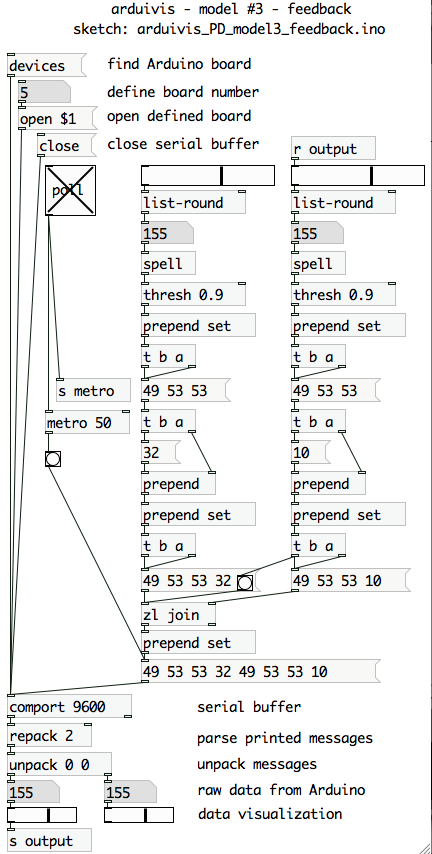 arduivis - model #3 - feedback
sketch: arduivis_PD_model3_feedback.ino
devices find Arduino board
5 define board number
open $1 open defined board
close close serial buffer r output
poll
list-round list-round
155 155
spell spell
thresh 0.9 thresh 0.9
prepend set prepend set
t b a t b a
s metro 49 53 53 49 53 53
metro 50 t b a t b a
32 10
prepend prepend
prepend set prepend set
t b a t b a
49 53 53 32 49 53 53 10
zl join
prepend set
49 53 53 32 49 53 53 10
comport 9600 serial buffer
repack 2 parse printed messages
unpack 0 0 unpack messages
155 155 raw data from Arduino
data visualization
s output